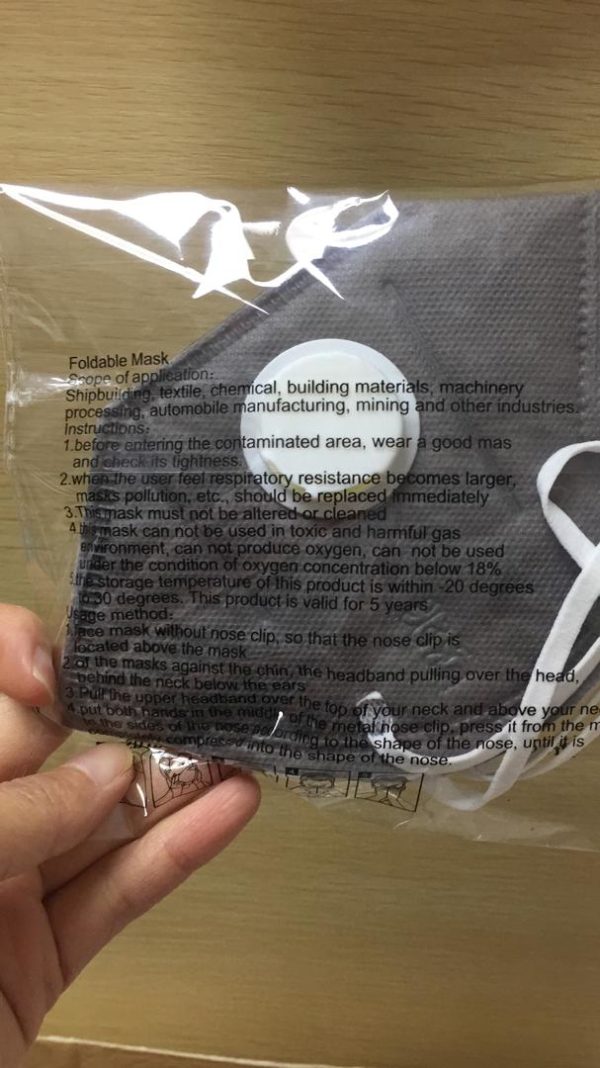 Foldable Mask
Scope of application:
Shipbuilding, textile, chemical, building materials, machinery
processing, automobile manufacturing, mining and other industries.
Instructions:
1.before entering the contaminated area, wear a good mas
and check its tightness.
2.when the user feel respiratory resistance becomes larger,
masks pollution, etc., should be replaced immediately
3.This mask must not be altered or cleaned
4.this mask can not be used in toxic and harmful gas
environment, can not produce oxygen, can not be used
under the condition of oxygen concentration below 18%
5.the storage temperature of this product is within -20 degrees
to 30 degrees. This product is valid for 5 years
Usage method:
1.face mask without nose clip, so that the nose clip is
located above the mask
2.of the masks against the chin, the headband pulling over the head,
behind the neck below the ears
3.Pull the upper headband over the top of your neck and above your ne
4.put both hands in the middle of the metal nose clip, press it from the m
to the sides of the nose according to the shape of the nose, until it is
compressed into the shape of the nose.